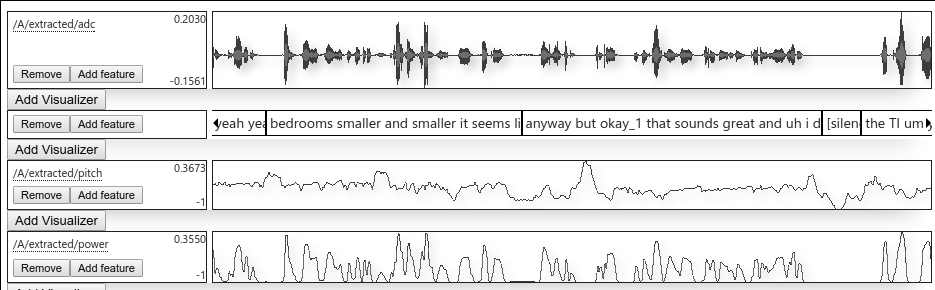 /A/extracted/adc
0.2030
Remove Add feature
-0.1561
Add Visualizer
Remove Add feature
yeah yea bedrooms smaller and smaller it seems li anyway but okay_1 that sounds great and uh i d [silen the TI um
Add Visualizer
/A/extracted/pitch
0.3673
Remove Add feature
-1
Add Visualizer
/A/extracted/power
0.3550
Remove Add feature
-1